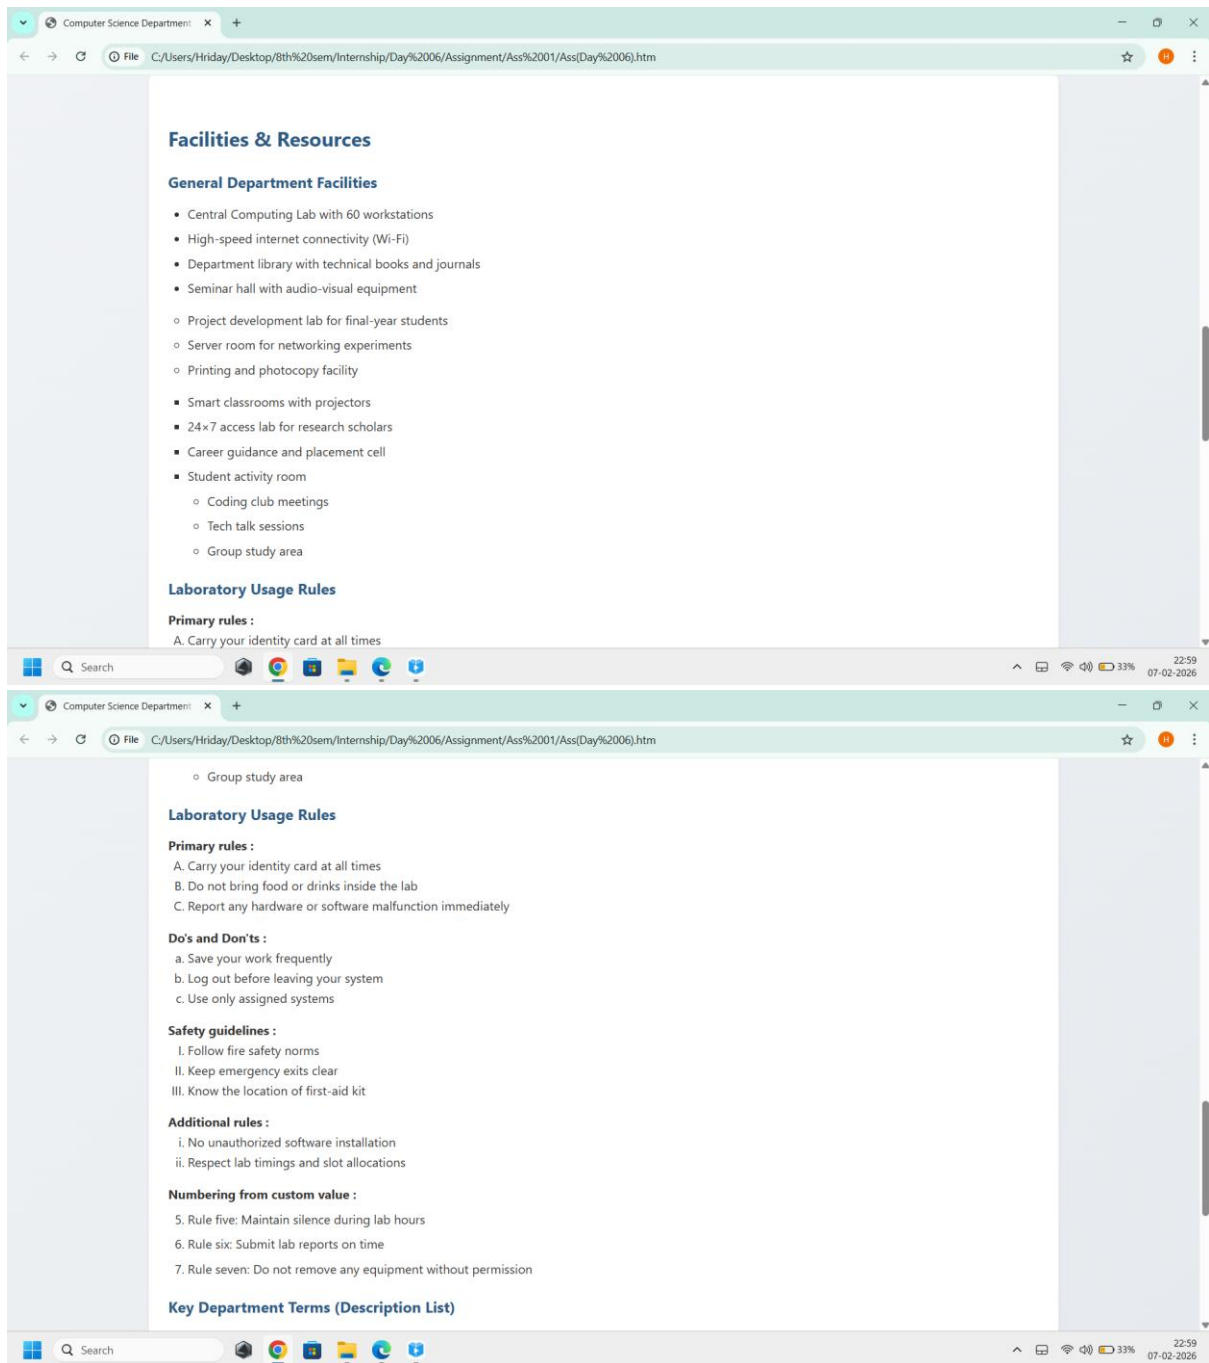 Computer Science Department
File C:/Users/Hriday/Desktop/8th%20sem/Internship/Day%2006/Assignment/Ass%2001/Ass(Day%2006).htm
H
Facilities & Resources
General Department Facilities
• Central Computing Lab with 60 workstations
• High-speed internet connectivity (Wi-Fi)
• Department library with technical books and journals
• Seminar hall with audio-visual equipment
◦ Project development lab for final-year students
◦ Server room for networking experiments
◦ Printing and photocopy facility
▪ Smart classrooms with projectors
▪ 24×7 access lab for research scholars
▪ Career guidance and placement cell
▪ Student activity room
◦ Coding club meetings
◦ Tech talk sessions
◦ Group study area
Laboratory Usage Rules
Primary rules :
A. Carry your identity card at all times
Search
33%
22:59
07-02-2026
Computer Science Department
File C:/Users/Hriday/Desktop/8th%20sem/Internship/Day%2006/Assignment/Ass%2001/Ass(Day%2006).htm
H
◦ Group study area
Laboratory Usage Rules
Primary rules :
A. Carry your identity card at all times
B. Do not bring food or drinks inside the lab
C. Report any hardware or software malfunction immediately
Do's and Don'ts :
a. Save your work frequently
b. Log out before leaving your system
c. Use only assigned systems
Safety guidelines :
I. Follow fire safety norms
II. Keep emergency exits clear
III. Know the location of first-aid kit
Additional rules :
i. No unauthorized software installation
ii. Respect lab timings and slot allocations
Numbering from custom value :
5. Rule five: Maintain silence during lab hours
6. Rule six: Submit lab reports on time
7. Rule seven: Do not remove any equipment without permission
Key Department Terms (Description List)
Search
33%
22:59
07-02-2026